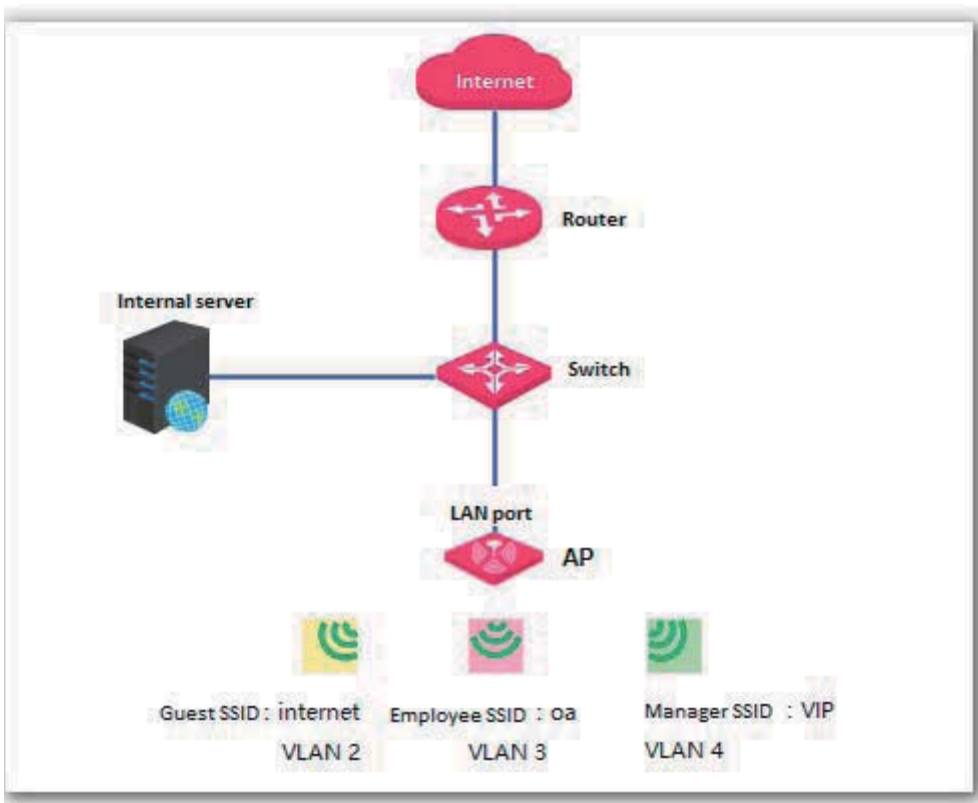 Internet
Router
Internal server
Switch
LAN port
AP
Guest SSID : internet
VLAN 2
Employee SSID : oa
VLAN 3
Manager SSID : VIP
VLAN 4